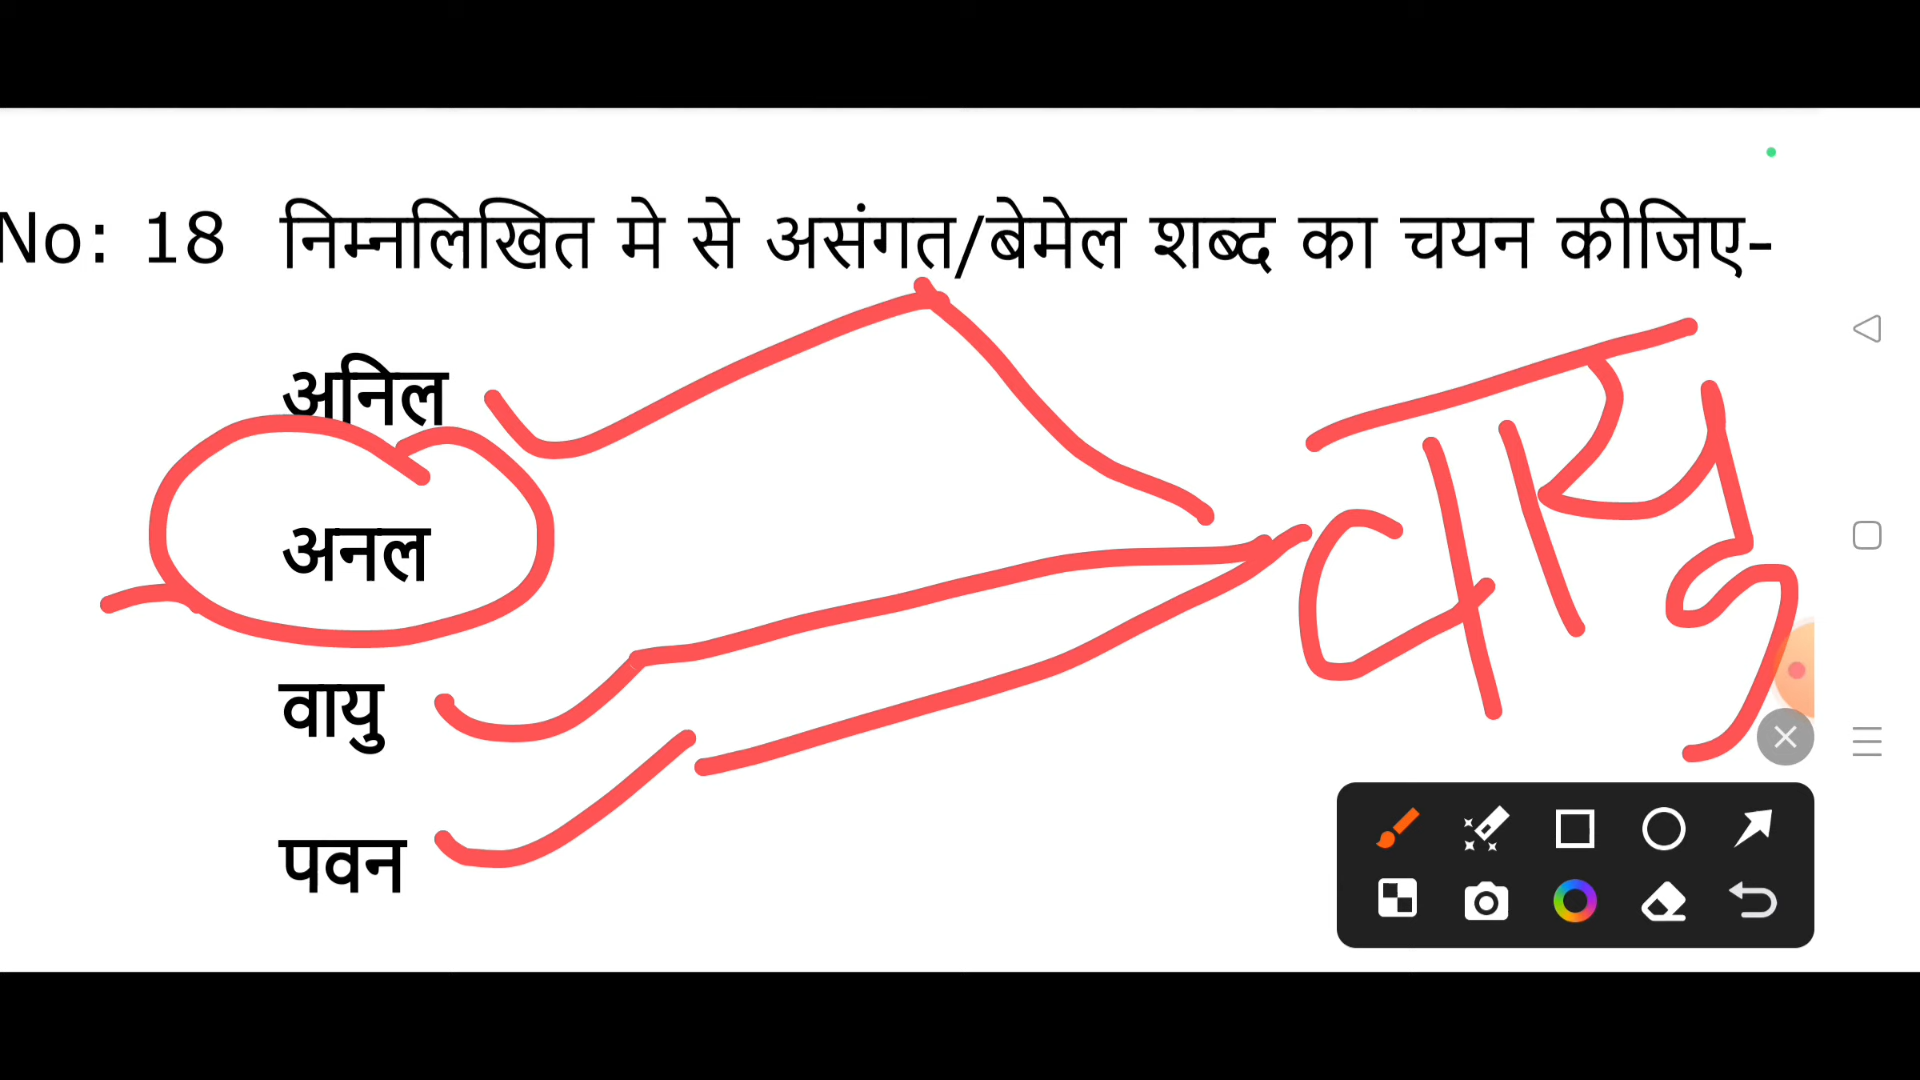 No: 18 निम्नलिखित मे से असंगत/बेमेल शब्द का चयन कीजिए-
अनिल
अनल
वायु
पवन
वायु